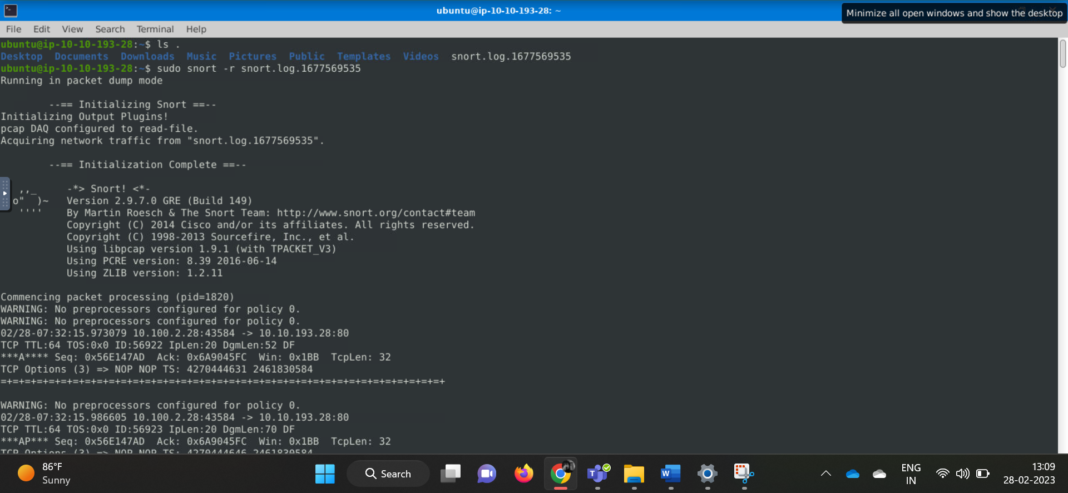 ubuntu@ip-10-10-193-28: ~
Minimize all open windows and show the desktop
File Edit View Search Terminal Help
ubuntu@ip-10-10-193-28:~$ ls .
Desktop Documents Downloads Music Pictures Public Templates Videos snort.log.1677569535
ubuntu@ip-10-10-193-28:~$ sudo snort -r snort.log.1677569535
Running in packet dump mode
--== Initializing Snort ==--
Initializing Output Plugins!
pcap DAQ configured to read-file.
Acquiring network traffic from "snort.log.1677569535".
--== Initialization Complete ==--
,,_ -*> Snort! <*-
o" )~ Version 2.9.7.0 GRE (Build 149)
'''' By Martin Roesch & The Snort Team: http://www.snort.org/contact#team
Copyright (C) 2014 Cisco and/or its affiliates. All rights reserved.
Copyright (C) 1998-2013 Sourcefire, Inc., et al.
Using libpcap version 1.9.1 (with TPACKET_V3)
Using PCRE version: 8.39 2016-06-14
Using ZLIB version: 1.2.11
Commencing packet processing (pid=1820)
WARNING: No preprocessors configured for policy 0.
WARNING: No preprocessors configured for policy 0.
02/28-07:32:15.973079 10.100.2.28:43584 -> 10.10.193.28:80
TCP TTL:64 TOS:0x0 ID:56922 IpLen:20 DgmLen:52 DF
***A**** Seq: 0x56E147AD Ack: 0x6A9045FC Win: 0x1BB TcpLen: 32
TCP Options (3) => NOP NOP TS: 4270444631 2461830584
=+=+=+=+=+=+=+=+=+=+=+=+=+=+=+=+=+=+=+=+=+=+=+=+=+=+=+=+=+=+=+=+=+=+=+=+=+
WARNING: No preprocessors configured for policy 0.
02/28-07:32:15.986605 10.100.2.28:43584 -> 10.10.193.28:80
TCP TTL:64 TOS:0x0 ID:56923 IpLen:20 DgmLen:70 DF
***AP*** Seq: 0x56E147AD Ack: 0x6A9045FC Win: 0x1BB TcpLen: 32
TCP Options (3) => NOP NOP TS: 4270444646 2461830584
86°F
Sunny
Search
ENG
IN
13:09
28-02-2023